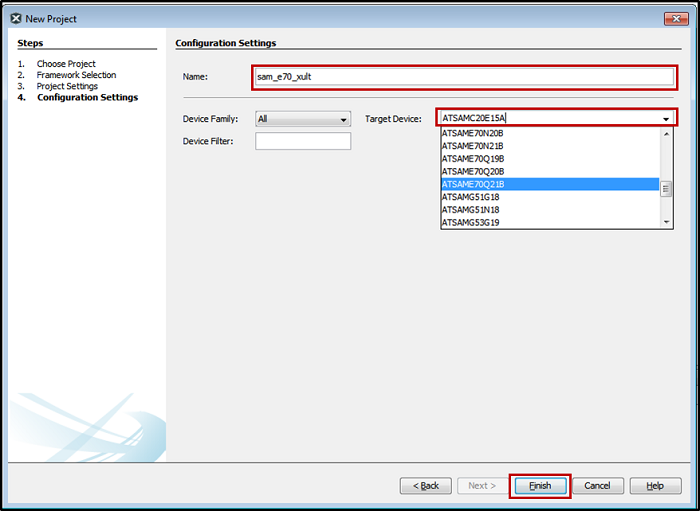 New Project
Steps
1. Choose Project
2. Framework Selection
3. Project Settings
4. Configuration Settings
Configuration Settings
Name: sam_e70_xult
Device Family: All Target Device: ATSAMC20E15A
Device Filter:
ATSAME70N20B
ATSAME70N21B
ATSAME70Q19B
ATSAME70Q20B
ATSAME70Q21B
ATSAMG51G18
ATSAMG51N18
ATSAMG53G19
< Back Next > Finish Cancel Help